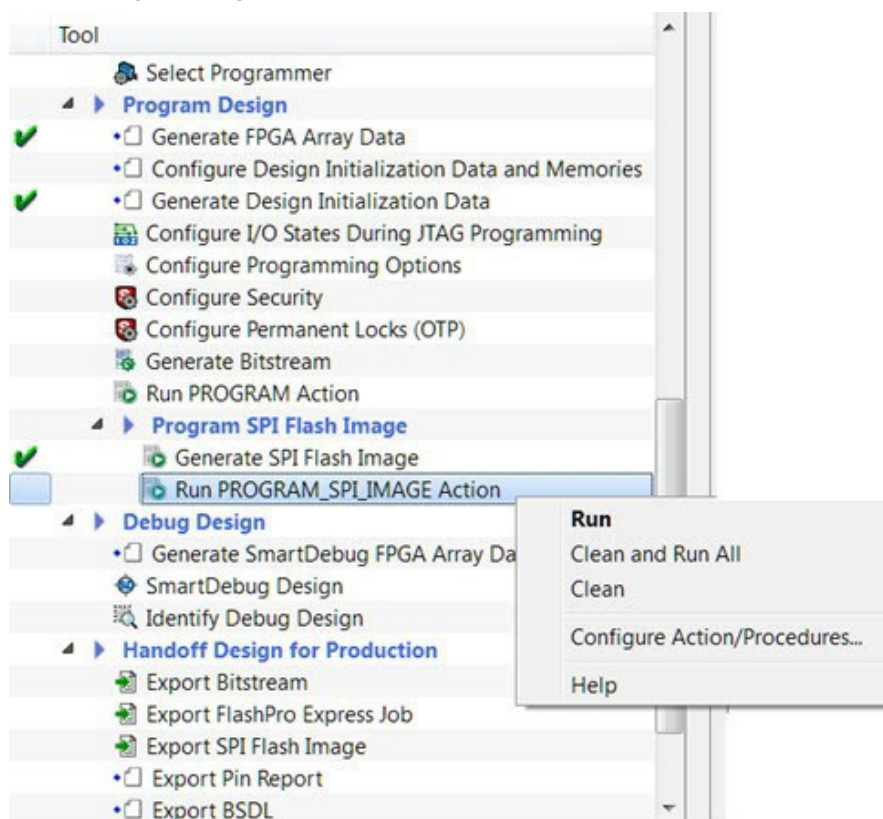 Tool
Select Programmer
Program Design
Generate FPGA Array Data
Configure Design Initialization Data and Memories
Generate Design Initialization Data
Configure I/O States During JTAG Programming
Configure Programming Options
Configure Security
Configure Permanent Locks (OTP)
Generate Bitstream
Run PROGRAM Action
Program SPI Flash Image
Generate SPI Flash Image
Run PROGRAM_SPI_IMAGE Action
Debug Design
Generate SmartDebug FPGA Array Da
SmartDebug Design
Identify Debug Design
Handoff Design for Production
Export Bitstream
Export FlashPro Express Job
Export SPI Flash Image
Export Pin Report
Export BSDL
Run
Clean and Run All
Clean
Configure Action/Procedures...
Help